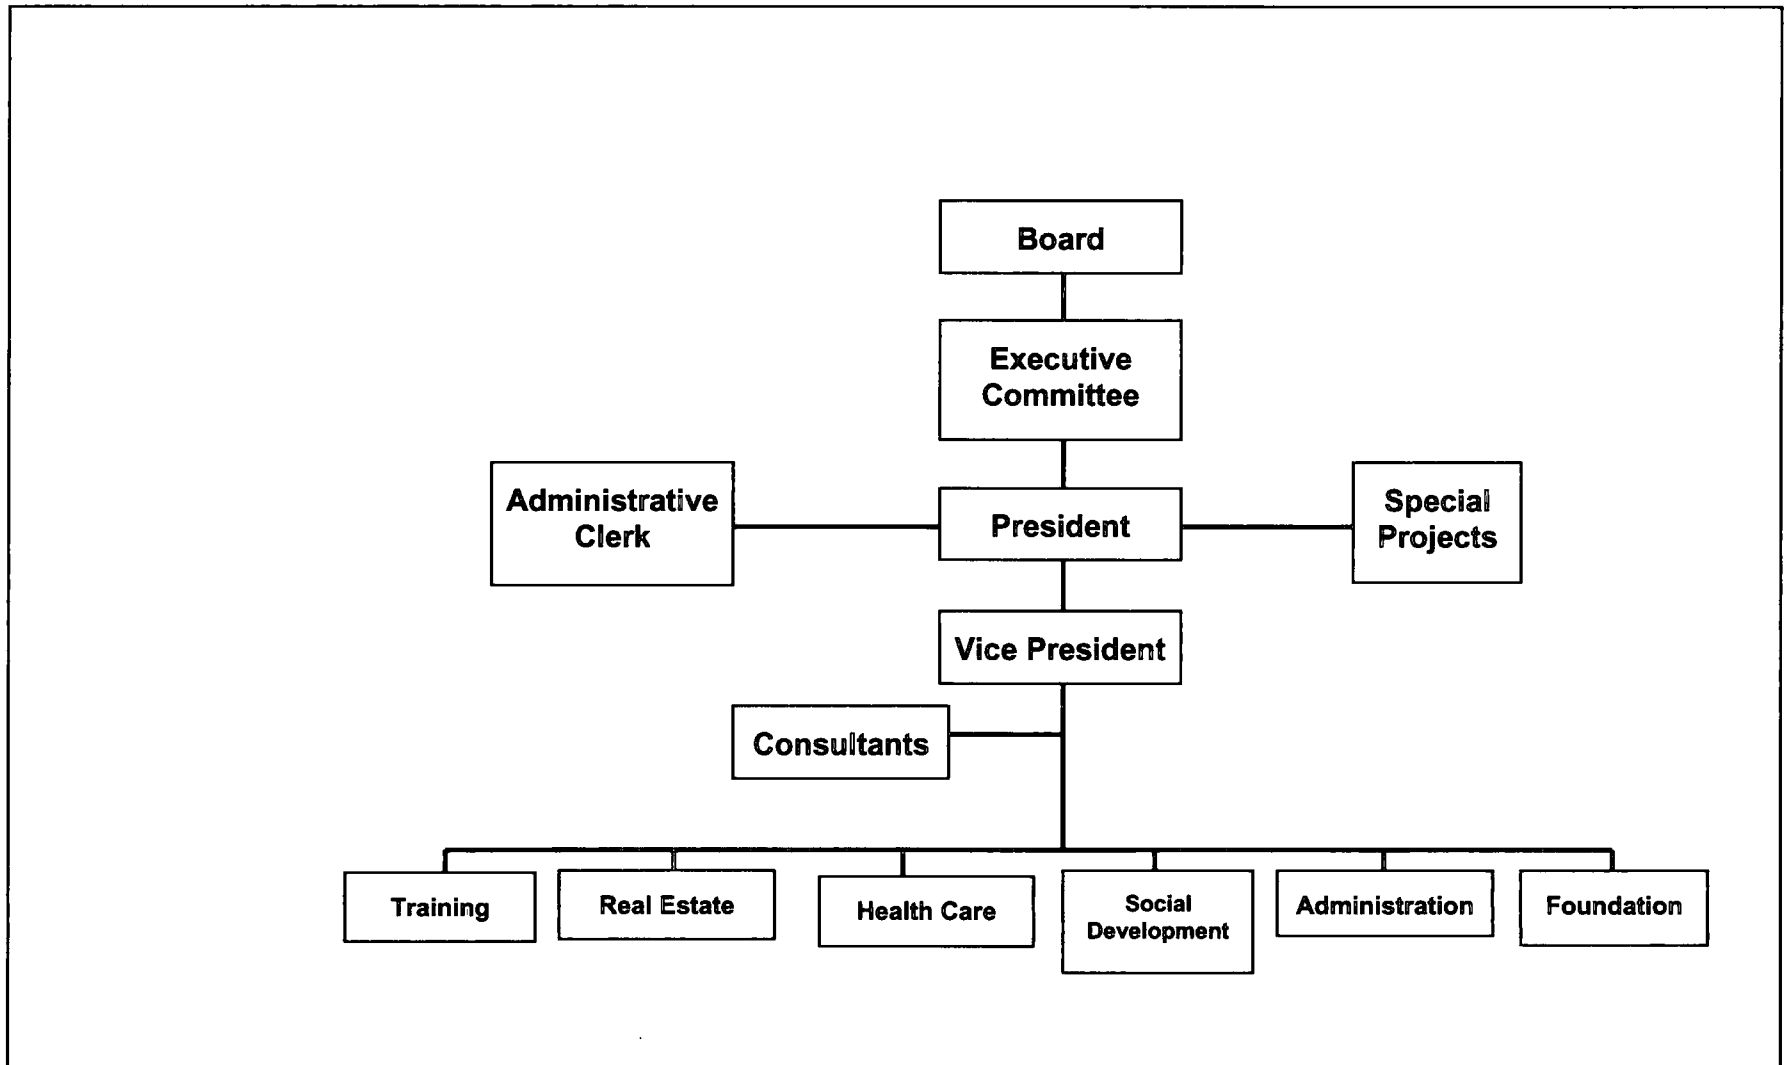 Board
Executive
Committee
Administrative
Clerk
President
Special
Projects
Vice President
Consultants
Training
Real Estate
Health Care
Social
Development
Administration
Foundation